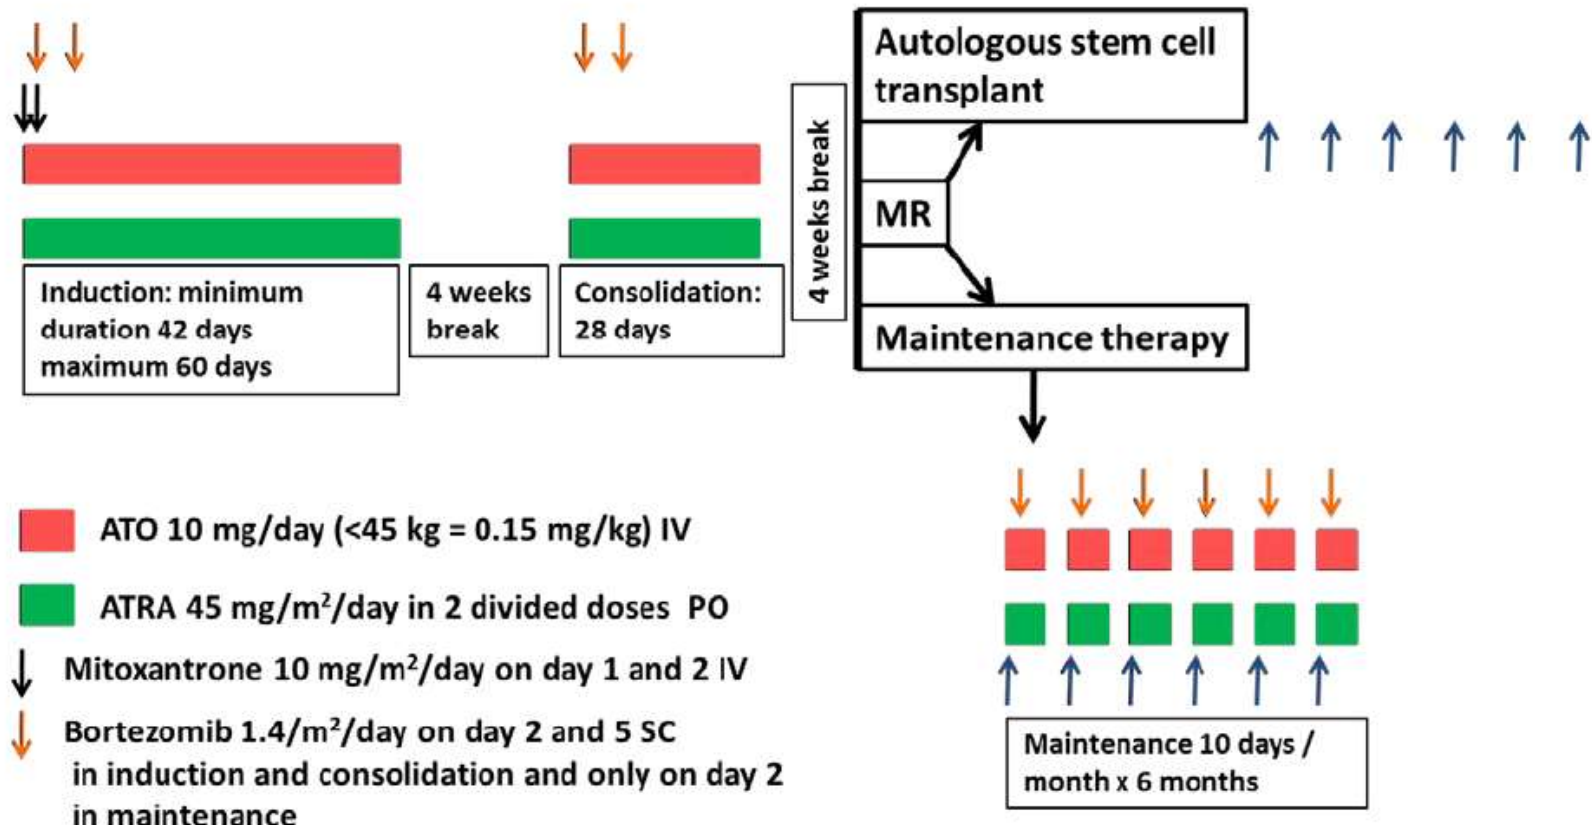 Autologous stem cell
transplant
4 weeks break
MR
Induction: minimum
duration 42 days
maximum 60 days
4 weeks
break
Consolidation:
28 days
Maintenance therapy
ATO 10 mg/day (<45 kg = 0.15 mg/kg) IV
ATRA 45 mg/m²/day in 2 divided doses PO
Mitoxantrone 10 mg/m²/day on day 1 and 2 IV
Bortezomib 1.4/m²/day on day 2 and 5 SC
in induction and consolidation and only on day 2
in maintenance
Maintenance 10 days /
month x 6 months